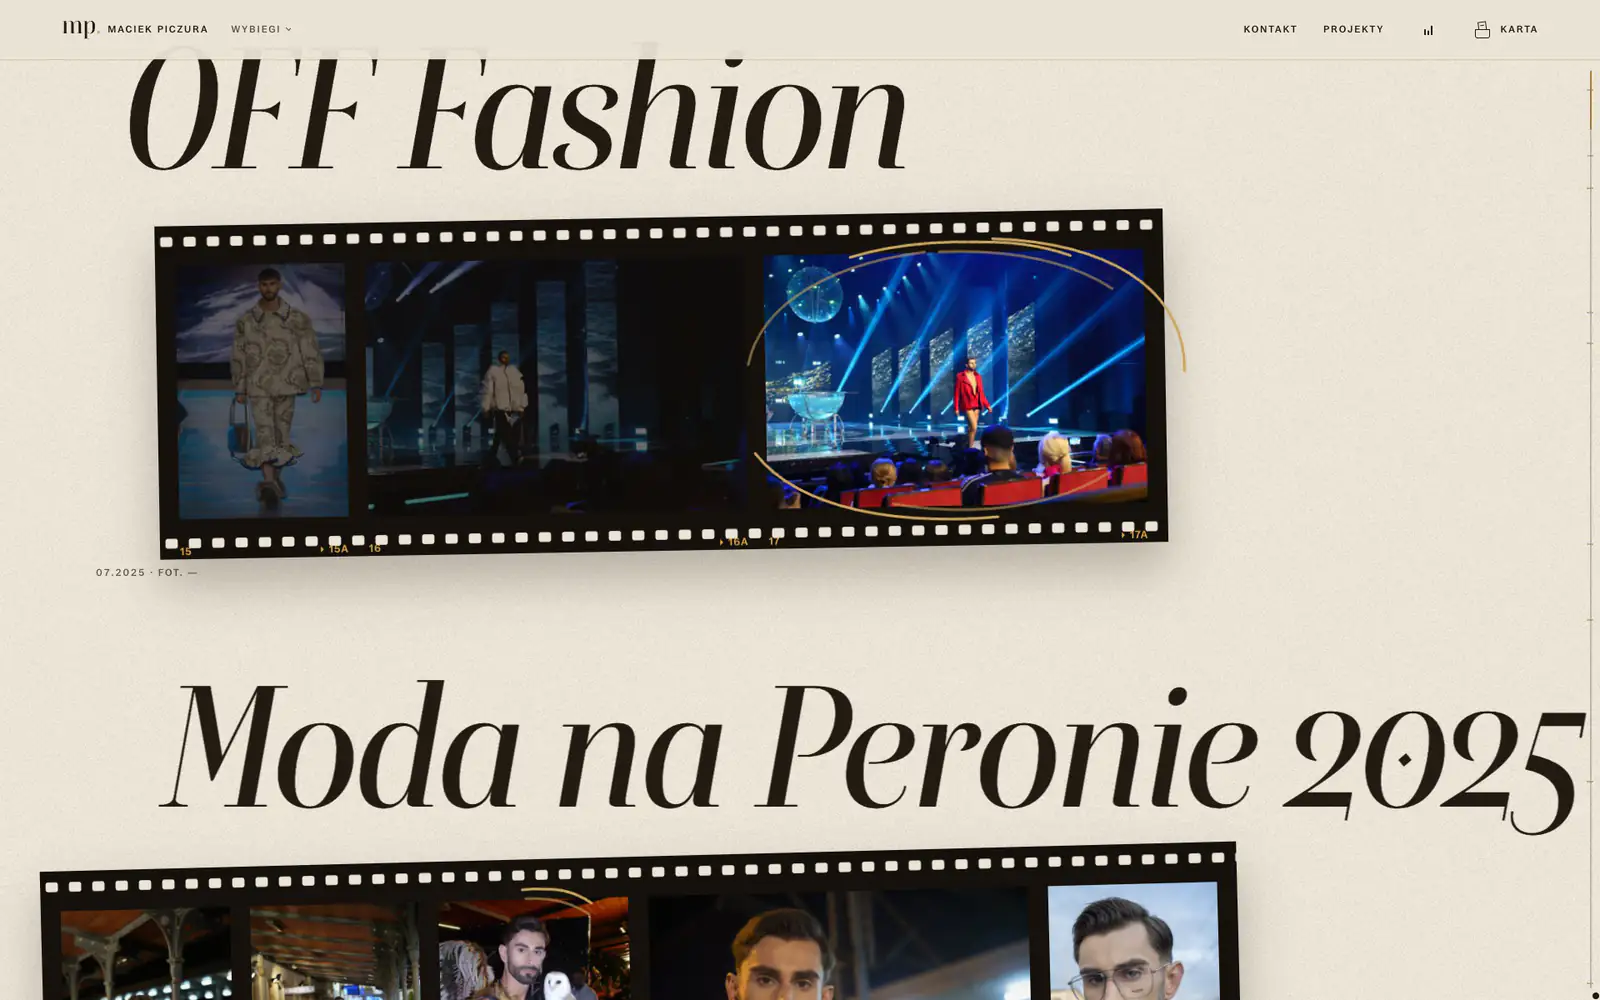 mp. MACIEK PICZURA WYBIEGI KONTAKT PROJEKTY KARTA
OFF Fashion
15 15A 16 16A 17 17A
07.2025 · FOT. —
Moda na Peronie 2025